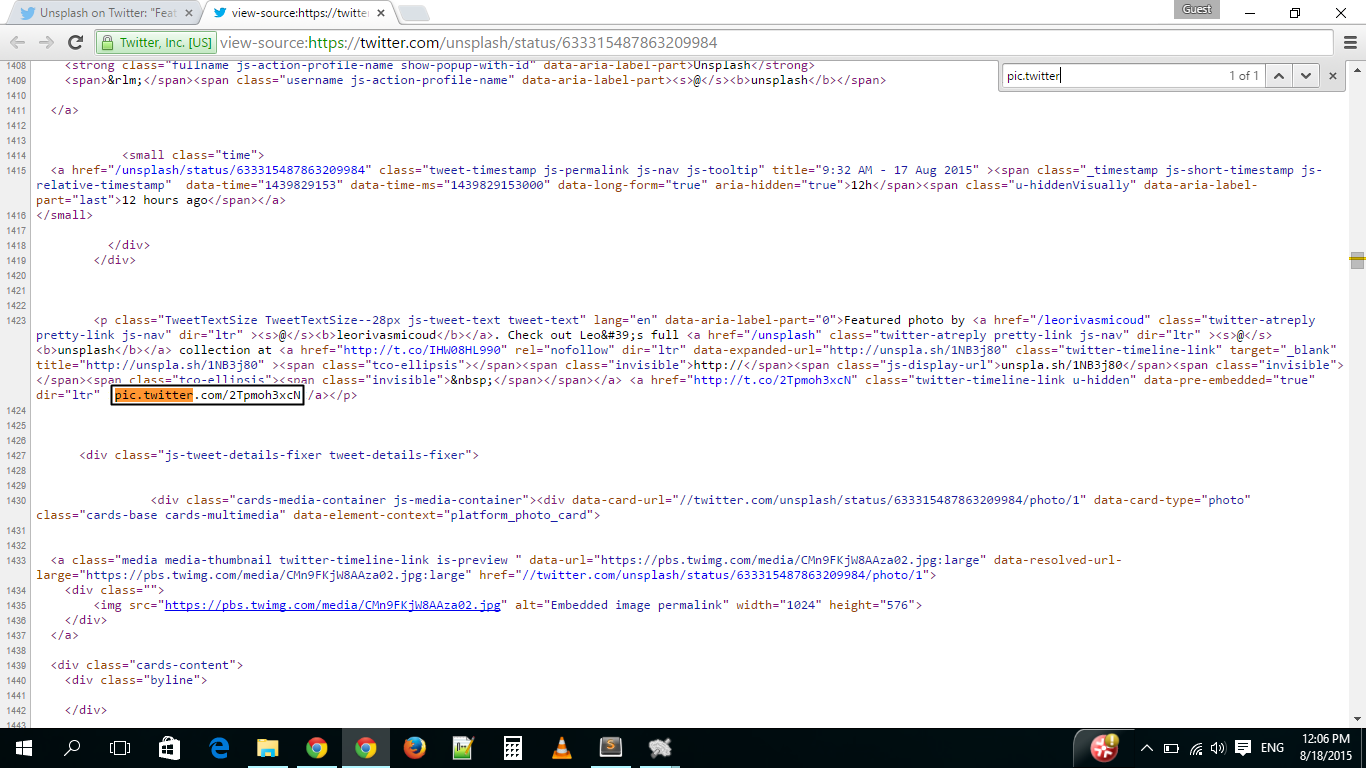 Unsplash on Twitter: "Feat
view-source:https://twitte
Guest
Twitter, Inc. [US]
view-source:https://twitter.com/unsplash/status/633315487863209984
pic.twitter
1 of 1
1408 <strong class="fullname js-action-profile-name show-popup-with-id" data-aria-label-part>Unsplash</strong>
1409 <span>&rlm;</span><span class="username js-action-profile-name" data-aria-label-part><s>@</s><b>unsplash</b></span>
1410
1411 </a>
1412
1413
1414 <small class="time">
1415 <a href="/unsplash/status/633315487863209984" class="tweet-timestamp js-permalink js-nav js-tooltip" title="9:32 AM - 17 Aug 2015" ><span class="_timestamp js-short-timestamp js-
relative-timestamp"  data-time="1439829153" data-time-ms="1439829153000" data-long-form="true" aria-hidden="true">12h</span><span class="u-hiddenVisually" data-aria-label-
part="last">12 hours ago</span></a>
1416 </small>
1417
1418 </div>
1419 </div>
1420
1421
1422
1423 <p class="TweetTextSize TweetTextSize--28px js-tweet-text tweet-text" lang="en" data-aria-label-part="0">Featured photo by <a href="/leorivasmicoud" class="twitter-atreply
pretty-link js-nav" dir="ltr" ><s>@</s><b>leorivasmicoud</b></a>. Check out Leo&#39;s full <a href="/unsplash" class="twitter-atreply pretty-link js-nav" dir="ltr" ><s>@</s>
<b>unsplash</b></a> collection at <a href="http://t.co/IHW08HL990" rel="nofollow" dir="ltr" data-expanded-url="http://unspla.sh/1NB3j80" class="twitter-timeline-link" target="_blank"
title="http://unspla.sh/1NB3j80" ><span class="tco-ellipsis"></span><span class="invisible">http://</span><span class="js-display-url">unspla.sh/1NB3j80</span><span class="invisible">
</span><span class="tco-ellipsis"><span class="invisible">&nbsp;</span></span></a> <a href="http://t.co/2Tpmoh3xcN" class="twitter-timeline-link u-hidden" data-pre-embedded="true"
dir="ltr" pic.twitter.com/2Tpmoh3xcN /a></p>
1424
1425
1426
1427 <div class="js-tweet-details-fixer tweet-details-fixer">
1428
1429
1430 <div class="cards-media-container js-media-container"><div data-card-url="//twitter.com/unsplash/status/633315487863209984/photo/1" data-card-type="photo"
class="cards-base cards-multimedia" data-element-context="platform_photo_card">
1431
1432
1433 <a class="media media-thumbnail twitter-timeline-link is-preview " data-url="https://pbs.twimg.com/media/CMn9FKjW8AAza02.jpg:large" data-resolved-url-
large="https://pbs.twimg.com/media/CMn9FKjW8AAza02.jpg:large" href="//twitter.com/unsplash/status/633315487863209984/photo/1">
1434 <div class="">
1435 <img src="https://pbs.twimg.com/media/CMn9FKjW8AAza02.jpg" alt="Embedded image permalink" width="1024" height="576">
1436 </div>
1437 </a>
1438
1439 <div class="cards-content">
1440 <div class="byline">
1441
1442 </div>
1443
ENG
12:06 PM
8/18/2015